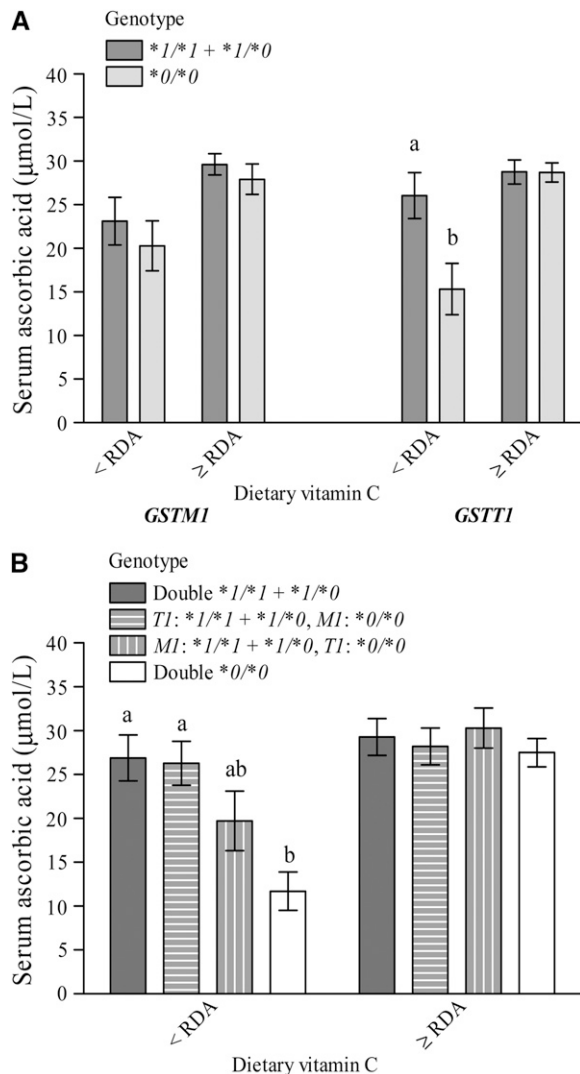 A
Genotype
*1/*1 + *1/*0
*0/*0
Serum ascorbic acid (µmol/L)
40
35
30
25
20
15
10
5
0
a
b
< RDA
≥ RDA
< RDA
≥ RDA
Dietary vitamin C
GSTM1
GSTT1
B
Genotype
Double *1/*1 + *1/*0
T1: *1/*1 + *1/*0, M1: *0/*0
M1: *1/*1 + *1/*0, T1: *0/*0
Double *0/*0
Serum ascorbic acid (µmol/L)
40
35
30
25
20
15
10
5
0
a
a
ab
b
< RDA
≥ RDA
Dietary vitamin C